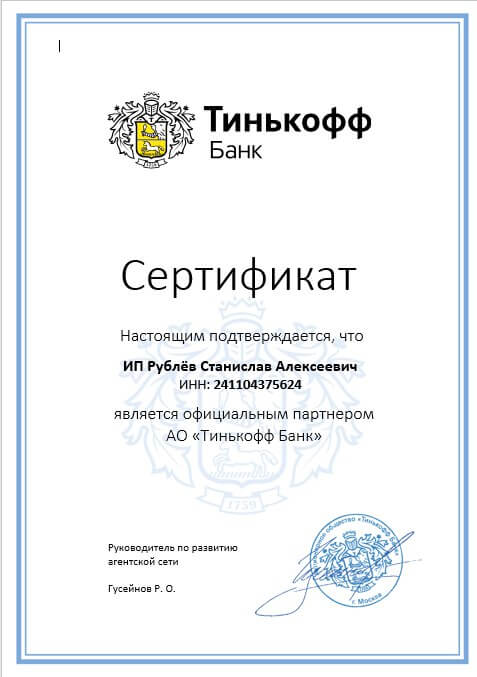 Тинькофф
Банк
Сертификат
Настоящим подтверждается, что
ИП Рублёв Станислав Алексеевич
ИНН: 241104375624
является официальным партнером
АО «Тинькофф Банк»
1759
Руководитель по развитию
агентской сети
Гусейнов Р. О.
общество «Тинькофф Банк»
г. Москва